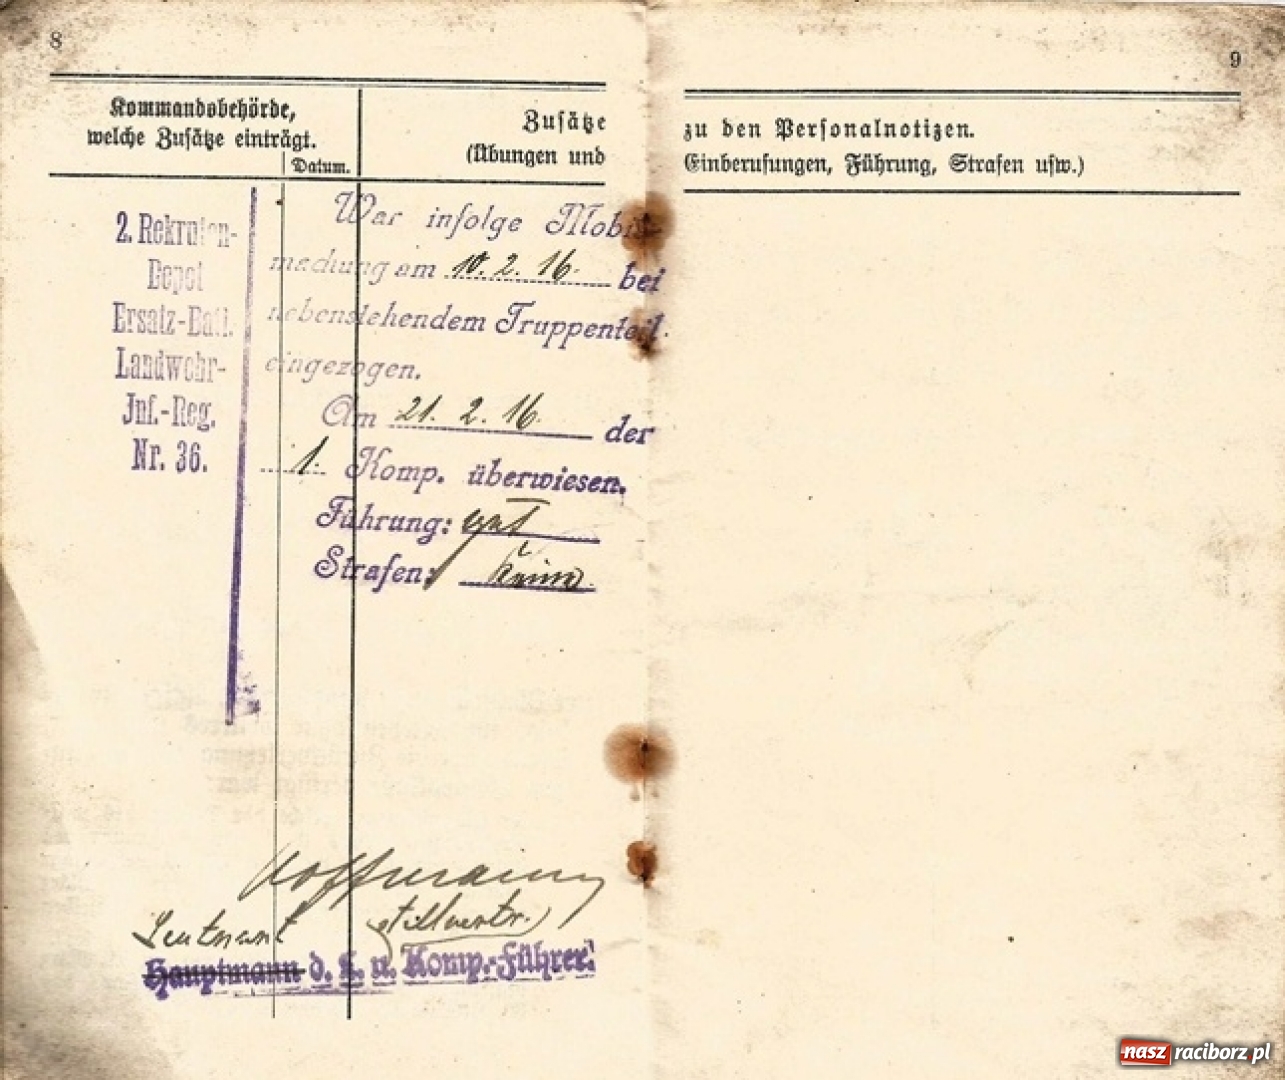 8
Kommandobehörde,
welche Zusätze einträgt.
Datum.
Zusätze
(Übungen und
2. Rekruten-
Depot
Ersatz-Batl.
Landwehr-
Inf.-Reg.
Nr. 36.
War infolge Mobil-
machung am 10. 2. 16. bei
nebenstehendem Truppenteil
eingezogen.
Am 21. 2. 16. der
1. Komp. überwiesen.
Führung: gut
Strafen: Keine
Hoffmann
Leutnant stellvertr.
Hauptmann d. L. u. Komp.-Führer.
9
zu den Personalnotizen.
Einberufungen, Führung, Strafen usw.)
nasz raciborz.pl